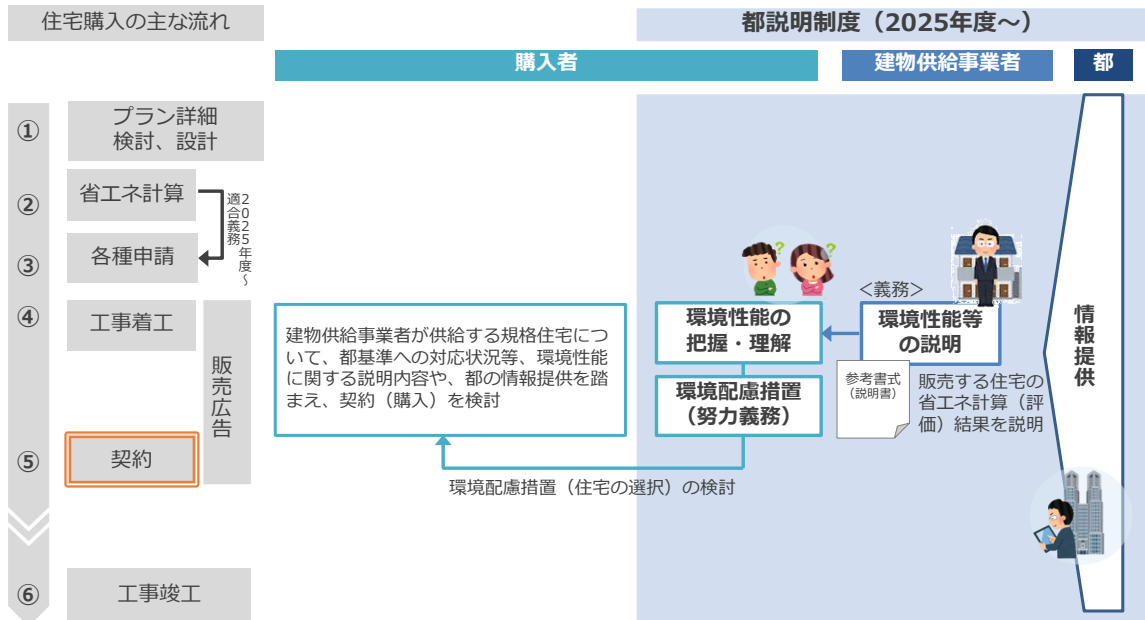 住宅購入の主な流れ
都説明制度（2025年度～）
購入者
建物供給事業者
都
①
プラン詳細
検討、設計
②
省エネ計算
2025年度～
適合義務
③
各種申請
④
工事着工
販売広告
⑤
契約
⑥
工事竣工
建物供給事業者が供給する規格住宅につ
いて、都基準への対応状況等、環境性能
に関する説明内容や、都の情報提供を踏
まえ、契約（購入）を検討
?
?
環境性能の
把握・理解
環境配慮措置
（努力義務）
環境配慮措置（住宅の選択）の検討
＜義務＞
環境性能等
の説明
参考書式
（説明書）
販売する住宅の
省エネ計算（評
価）結果を説明
情報提供